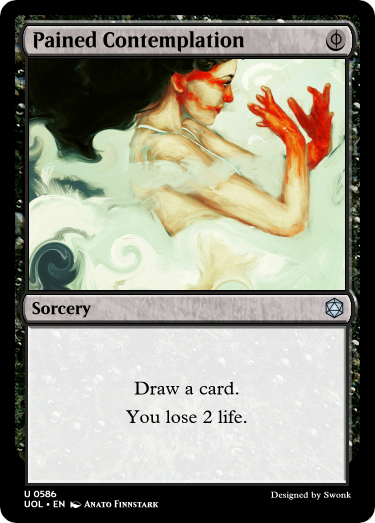 Pained Contemplation
Sorcery
Draw a card.
You lose 2 life.
U 0586
UOL • EN Anato Finnstark
Designed by Swonk